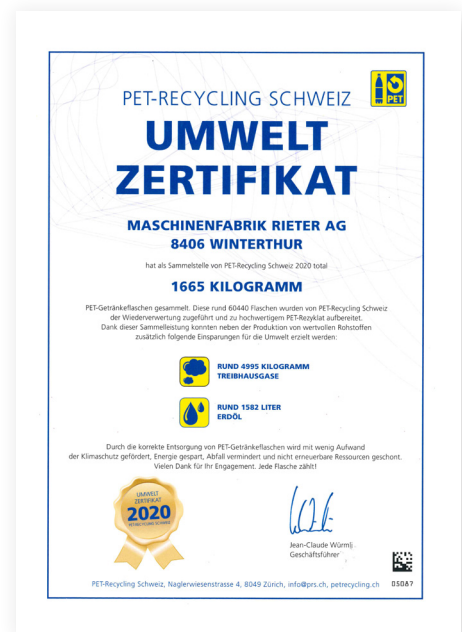 PET
PET-RECYCLING SCHWEIZ
UMWELT
ZERTIFIKAT
MASCHINENFABRIK RIETER AG
8406 WINTERTHUR
hat als Sammelstelle von PET-Recycling Schweiz 2020 total
1665 KILOGRAMM
PET-Getränkeflaschen gesammelt. Diese rund 60440 Flaschen wurden von PET-Recycling Schweiz
der Wiederverwertung zugeführt und zu hochwertigem PET-Rezyklat aufbereitet.
Dank dieser Sammelleistung konnten neben der Produktion von wertvollen Rohstoffen
zusätzlich folgende Einsparungen für die Umwelt erzielt werden:
RUND 4995 KILOGRAMM
TREIBHAUSGASE
RUND 1582 LITER
ERDÖL
Durch die korrekte Entsorgung von PET-Getränkeflaschen wird mit wenig Aufwand
der Klimaschutz gefördert, Energie gespart, Abfall vermindert und nicht erneuerbare Ressourcen geschont.
Vielen Dank für Ihr Engagement. Jede Flasche zählt!
UMWELT
ZERTIFIKAT
2020
PET-RECYCLING SCHWEIZ
Jean-Claude Würmli
Geschäftsführer
PET-Recycling Schweiz, Naglerwiesenstrasse 4, 8049 Zürich, info@prs.ch, petrecycling.ch
05087